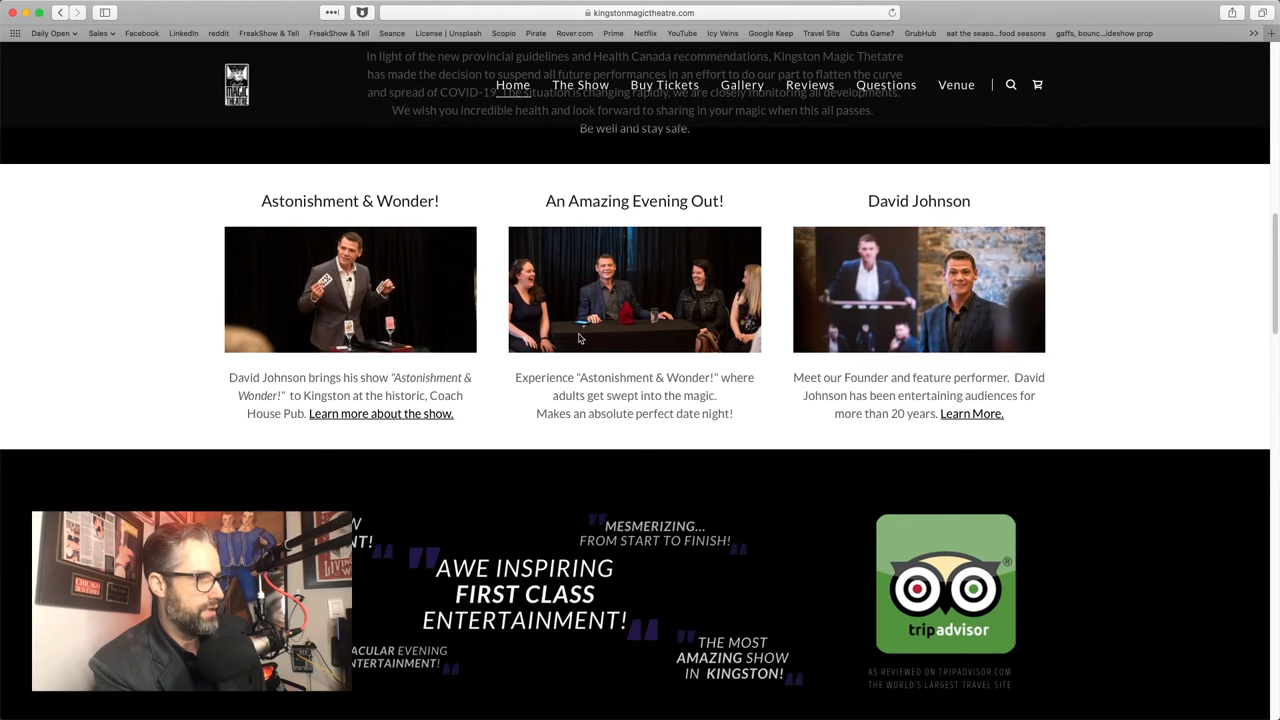 kingstonmagictheatre.com
Daily Open Sales Facebook LinkedIn reddit FreakShow & Tell FreakShow & Tell Seance License | Unsplash Scopio Pirate Rover.com Prime Netflix YouTube Icy Veins Google Keep Travel Site Cubs Game? GrubHub eat the seaso...food seasons gaffs, bounc...ideshow prop
In light of the new provincial guidelines and Health Canada recommendations, Kingston Magic Thetatre
has made the decision to suspend all future performances in an effort to do our part to flatten the curve
and spread of COVID-19. The situation is changing rapidly, we are closely monitoring all developments.
MAGIC
THEATRE
Home The Show Buy Tickets Gallery Reviews Questions Venue
We wish you incredible health and look forward to sharing in your magic when this all passes.
Be well and stay safe.
Astonishment & Wonder!
An Amazing Evening Out!
David Johnson
David Johnson brings his show "Astonishment &
Wonder!" to Kingston at the historic, Coach
House Pub. Learn more about the show.
Experience "Astonishment & Wonder!" where
adults get swept into the magic.
Makes an absolute perfect date night!
Meet our Founder and feature performer. David
Johnson has been entertaining audiences for
more than 20 years. Learn More.
CHICAGO
SUN-TIMES
LIVING
W
T!
MESMERIZING...
FROM START TO FINISH!
AWE INSPIRING
FIRST CLASS
ENTERTAINMENT!
ACULAR EVENING
NTERTAINMENT!
THE MOST
AMAZING SHOW
IN KINGSTON!
tripadvisor
AS REVIEWED ON TRIPADVISOR.COM
THE WORLD'S LARGEST TRAVEL SITE